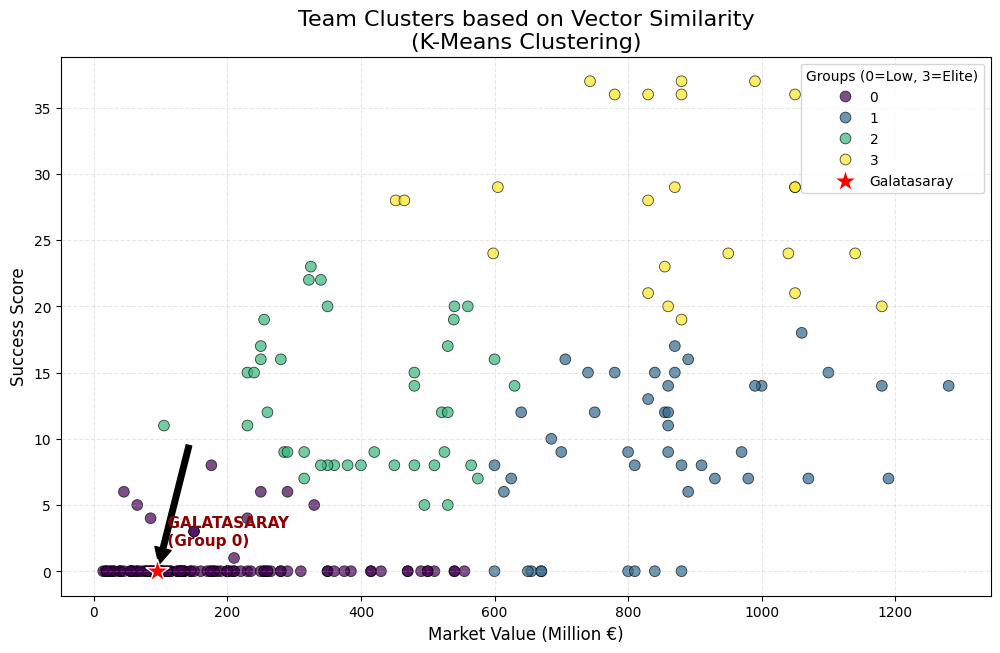 Team Clusters based on Vector Similarity
(K-Means Clustering)
Groups (0=Low, 3=Elite)
0
1
2
3
Galatasaray
Success Score
35
30
25
20
15
10
5
0
GALATASARAY
(Group 0)
0 200 400 600 800 1000 1200
Market Value (Million €)